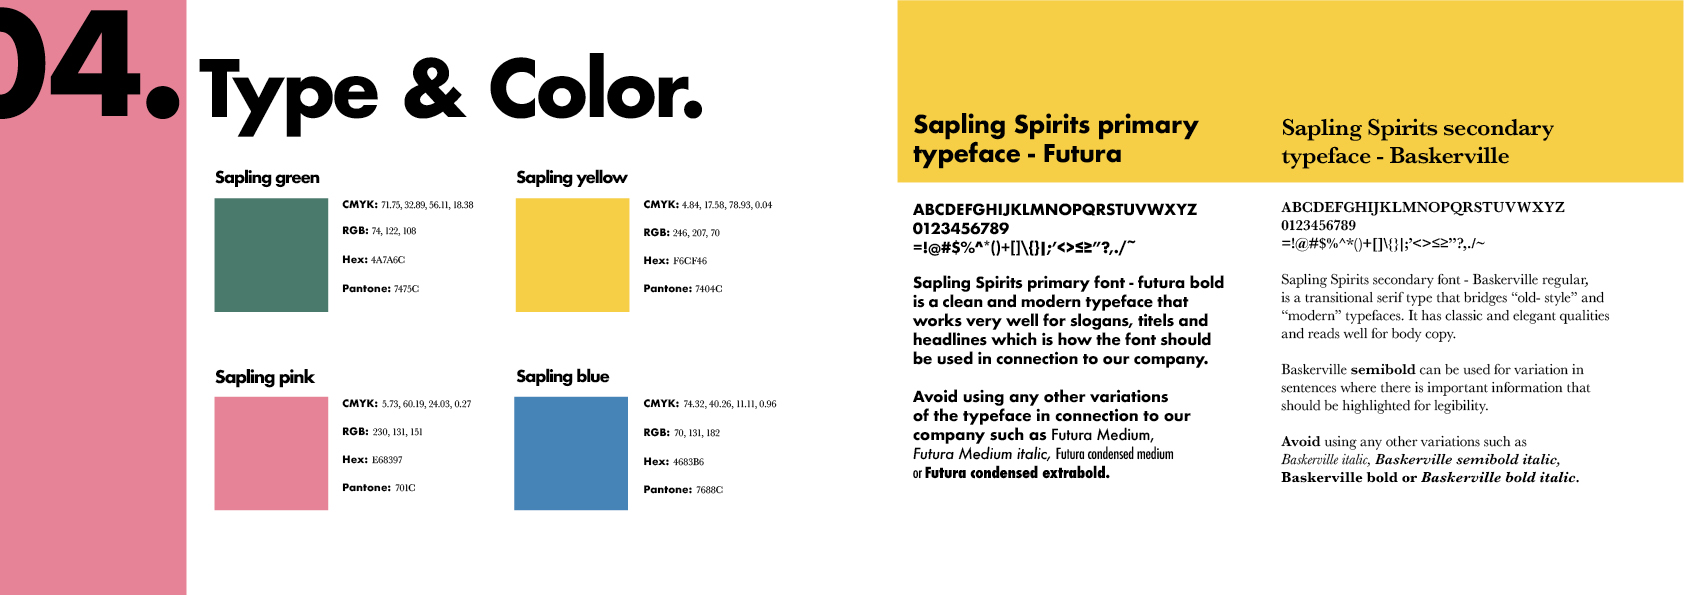 04.
Type & Color.
Sapling green
CMYK: 71.75, 32.89, 56.11, 18.38
RGB: 74, 122, 108
Hex: 4A7A6C
Pantone: 7475C
Sapling yellow
CMYK: 4.84, 17.58, 78.93, 0.04
RGB: 246, 207, 70
Hex: F6CF46
Pantone: 7404C
Sapling pink
CMYK: 5.73, 60.19, 24.03, 0.27
RGB: 230, 131, 151
Hex: E68397
Pantone: 701C
Sapling blue
CMYK: 74.32, 40.26, 11.11, 0.96
RGB: 70, 131, 182
Hex: 4683B6
Pantone: 7688C
Sapling Spirits primary
typeface - Futura
ABCDEFGHIJKLMNOPQRSTUVWXYZ
0123456789
=!@#$%^*()+[]\{}|;’<>≤≥”?,./~
Sapling Spirits primary font - futura bold
is a clean and modern typeface that
works very well for slogans, titels and
headlines which is how the font should
be used in connection to our company.
Avoid using any other variations
of the typeface in connection to our
company such as Futura Medium,
Futura Medium italic, Futura condensed medium
or Futura condensed extrabold.
Sapling Spirits secondary
typeface - Baskerville
ABCDEFGHIJKLMNOPQRSTUVWXYZ
0123456789
=!@#$%^*()+[]\{}|;’<>≤≥”?,./~
Sapling Spirits secondary font - Baskerville regular,
is a transitional serif type that bridges “old- style” and
“modern” typefaces. It has classic and elegant qualities
and reads well for body copy.
Baskerville semibold can be used for variation in
sentences where there is important information that
should be highlighted for legibility.
Avoid using any other variations such as
Baskerville italic, Baskerville semibold italic,
Baskerville bold or Baskerville bold italic.